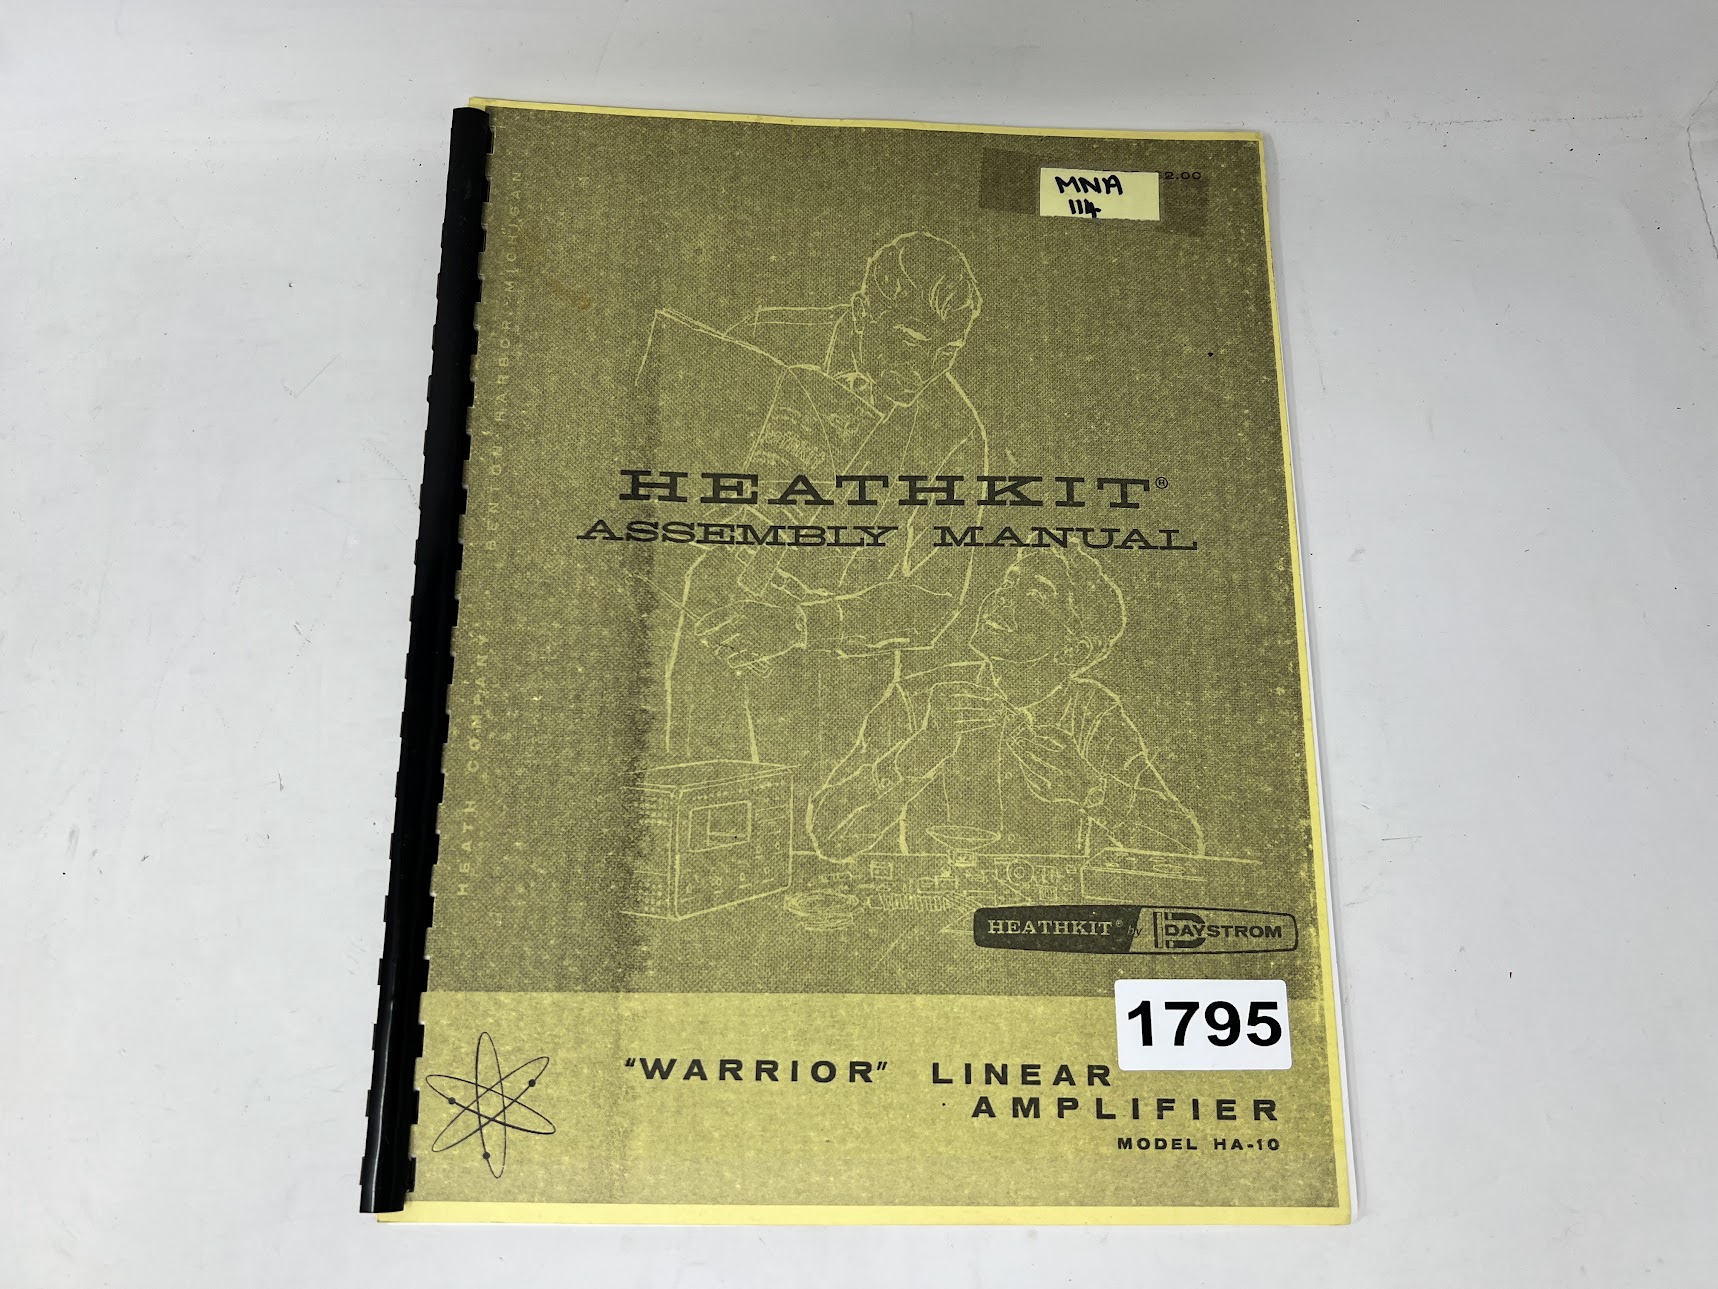 MNA
114
$2.00
HEATH COMPANY, BENTON HARBOR, MICHIGAN
HEATHKIT®
ASSEMBLY MANUAL
HEATHKIT® by DAYSTROM
1795
"WARRIOR" LINEAR
AMPLIFIER
MODEL HA-10